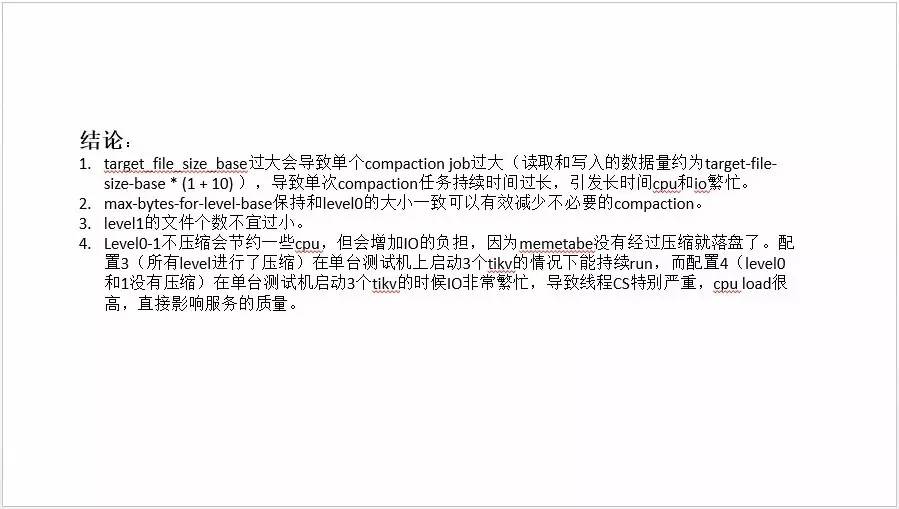 结论：
1. target_file_size_base过大会导致单个compaction job过大（读取和写入的数据量约为target-file-
size-base * (1 + 10) ），导致单次compaction任务持续时间过长，引发长时间cpu和io繁忙。
2. max-bytes-for-level-base保持和level0的大小一致可以有效减少不必要的compaction。
3. level1的文件个数不宜过小。
4. Level0-1不压缩会节约一些cpu，但会增加IO的负担，因为memetabe没有经过压缩就落盘了。配
置3（所有level进行了压缩）在单台测试机上启动3个tikv的情况下能持续run，而配置4（level0
和1没有压缩）在单台测试机启动3个tikv的时候IO非常繁忙，导致线程CS特别严重，cpu load很
高，直接影响服务的质量。